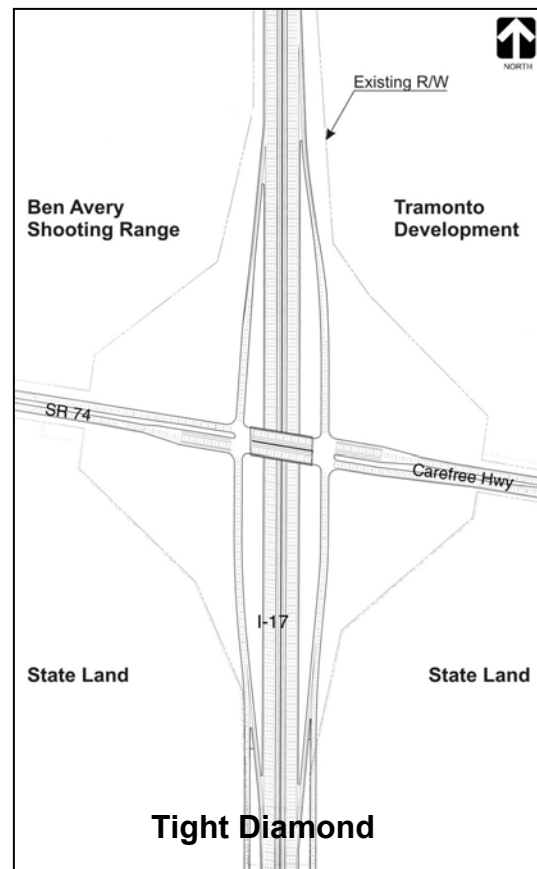 NORTH
Existing R/W
Ben Avery
Shooting Range
Tramonto
Development
SR 74
Carefree Hwy
I-17
State Land
State Land
Tight Diamond